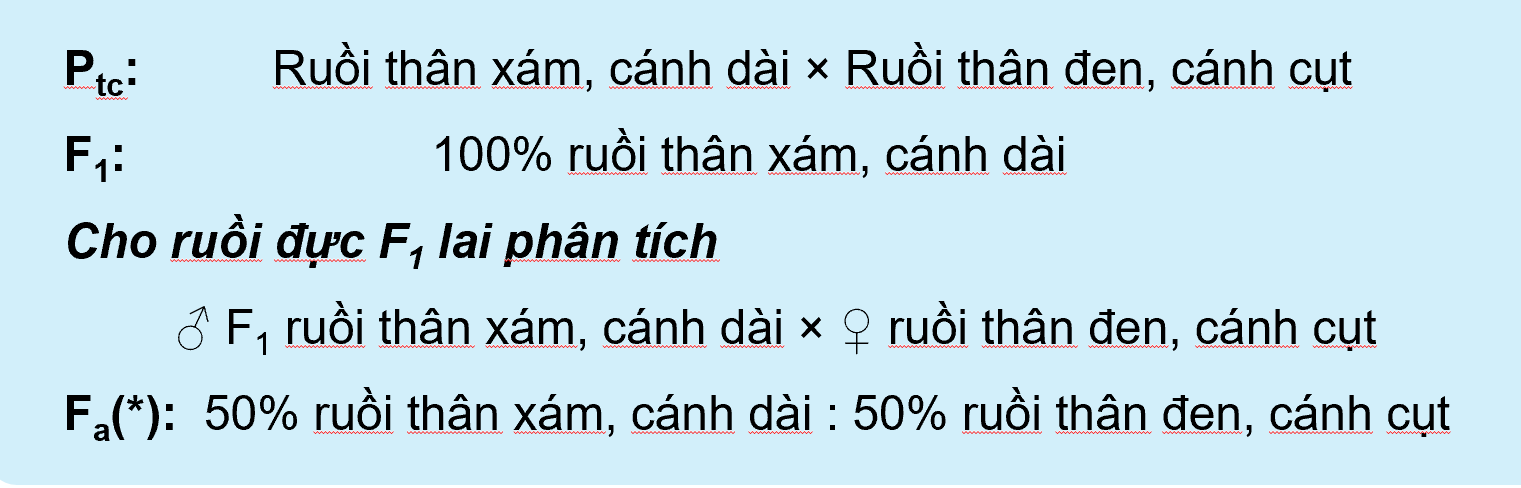 Ptc: Ruồi thân xám, cánh dài × Ruồi thân đen, cánh cụt
F1: 100% ruồi thân xám, cánh dài
Cho ruồi đực F1 lai phân tích
♂ F1 ruồi thân xám, cánh dài × ♀ ruồi thân đen, cánh cụt
Fa(*): 50% ruồi thân xám, cánh dài : 50% ruồi thân đen, cánh cụt